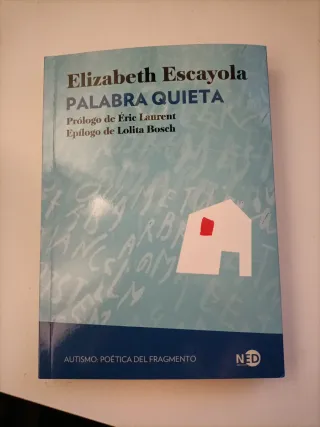 Elizabeth Escayola
PALABRA QUIETA
Prólogo de Éric Laurent
Epílogo de Lolita Bosch
AUTISMO: POÉTICA DEL FRAGMENTO
NED